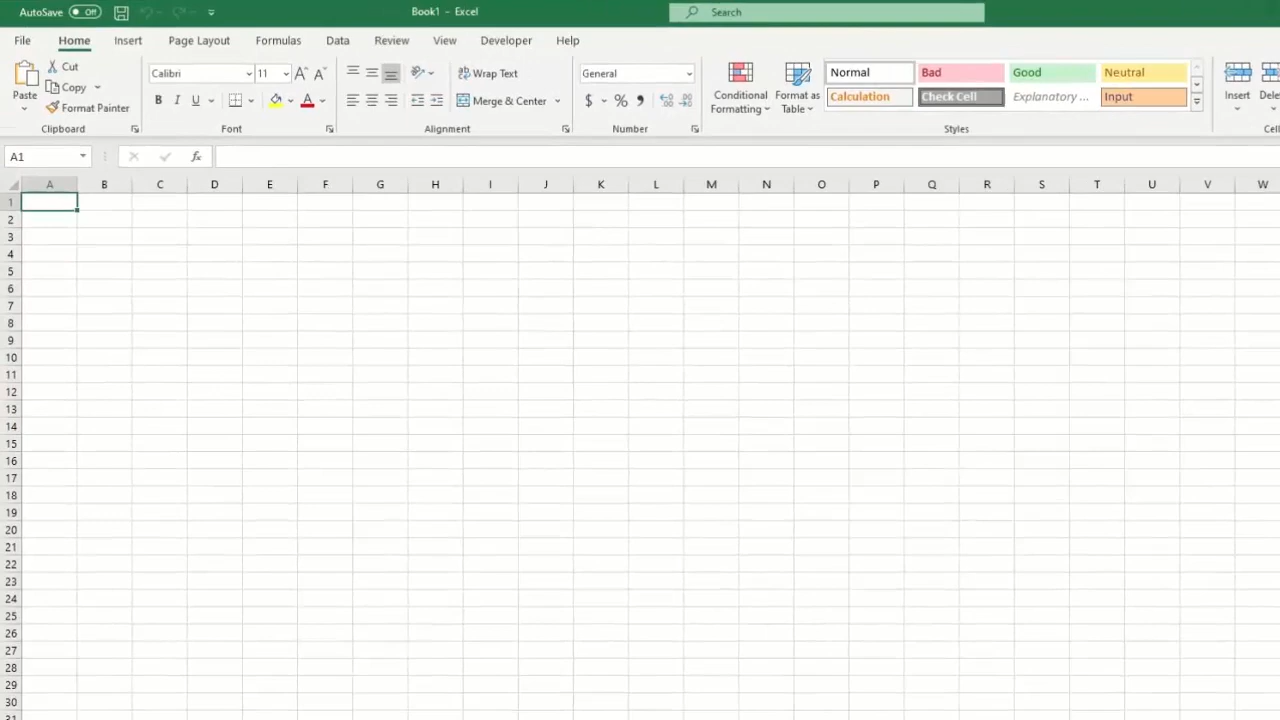 AutoSave Off Book1 - Excel Search
File Home Insert Page Layout Formulas Data Review View Developer Help
Cut
Copy
Format Painter
Paste
Clipboard
Calibri 11
B I U
Font
Wrap Text
Merge & Center
Alignment
General
$ % 9
Number
Conditional Formatting
Format as Table
Normal Bad Good Neutral
Calculation Check Cell Explanatory ... Input
Styles
Insert
A1 fx
A B C D E F G H I J K L M N O P Q R S T U V W
1
2
3
4
5
6
7
8
9
10
11
12
13
14
15
16
17
18
19
20
21
22
23
24
25
26
27
28
29
30